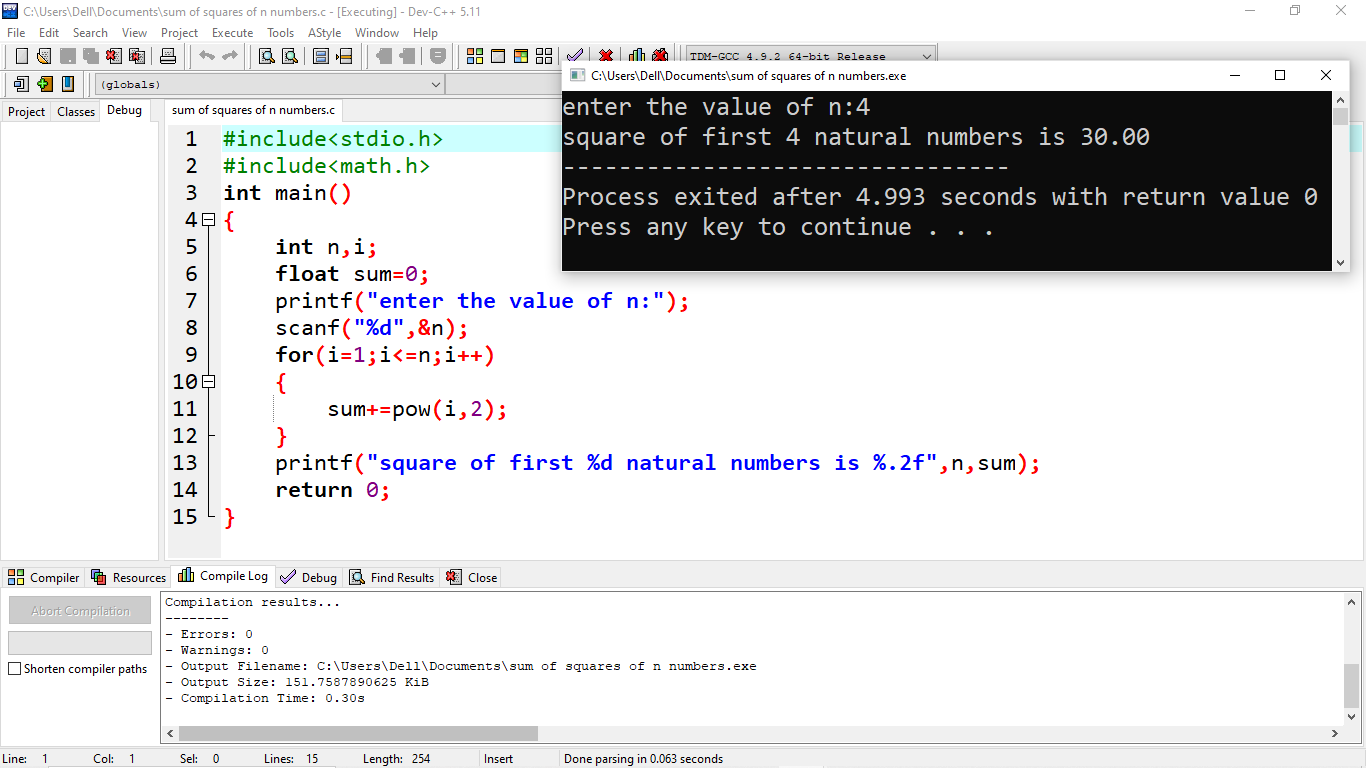 C:\Users\Dell\Documents\sum of squares of n numbers.c - [Executing] - Dev-C++ 5.11
File Edit Search View Project Execute Tools AStyle Window Help
TDM-GCC 4.9.2 64-bit Release
(globals)
Project Classes Debug
sum of squares of n numbers.c
C:\Users\Dell\Documents\sum of squares of n numbers.exe
enter the value of n:4
square of first 4 natural numbers is 30.00
--------------------------------
Process exited after 4.993 seconds with return value 0
Press any key to continue . . .
1 #include<stdio.h>
2 #include<math.h>
3 int main()
4 {
5 int n,i;
6 float sum=0;
7 printf("enter the value of n:");
8 scanf("%d",&n);
9 for(i=1;i<=n;i++)
10 {
11 sum+=pow(i,2);
12 }
13 printf("square of first %d natural numbers is %.2f",n,sum);
14 return 0;
15 }
Compiler Resources Compile Log Debug Find Results Close
Abort Compilation
Shorten compiler paths
Compilation results...
--------
- Errors: 0
- Warnings: 0
- Output Filename: C:\Users\Dell\Documents\sum of squares of n numbers.exe
- Output Size: 151.7587890625 KiB
- Compilation Time: 0.30s
Line: 1 Col: 1 Sel: 0 Lines: 15 Length: 254 Insert Done parsing in 0.063 seconds